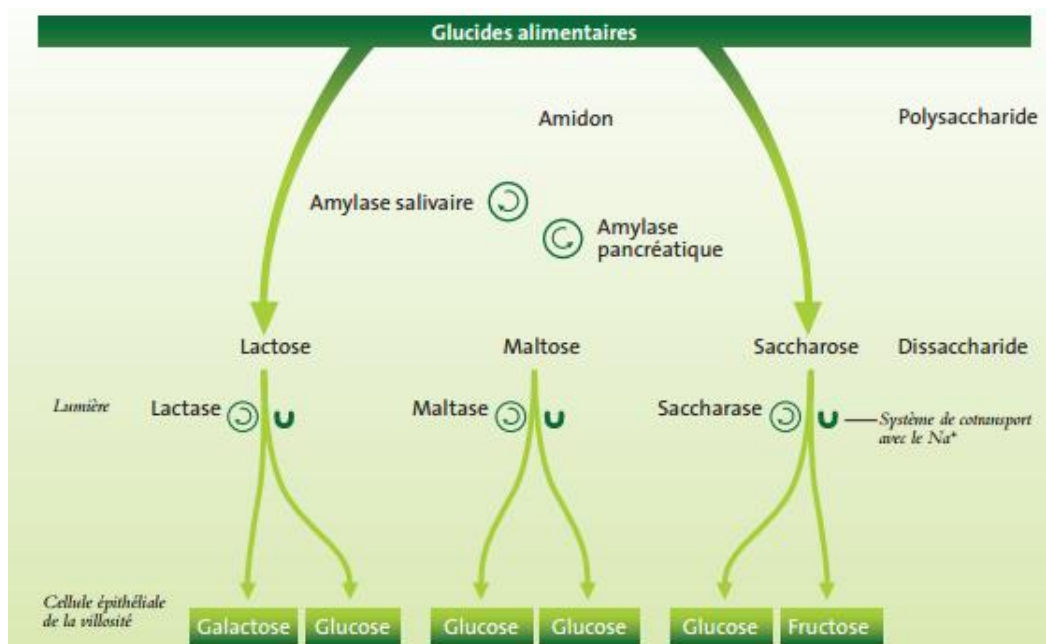 Glucides alimentaires
Amidon
Polysaccharide
Amylase salivaire
Amylase
pancréatique
Lactose
Maltose
Saccharose
Dissaccharide
Lumière
Lactase
Maltase
Saccharase
Système de cotransport
avec le Na⁺
Cellule épithéliale
de la villosité
Galactose
Glucose
Glucose
Glucose
Glucose
Fructose